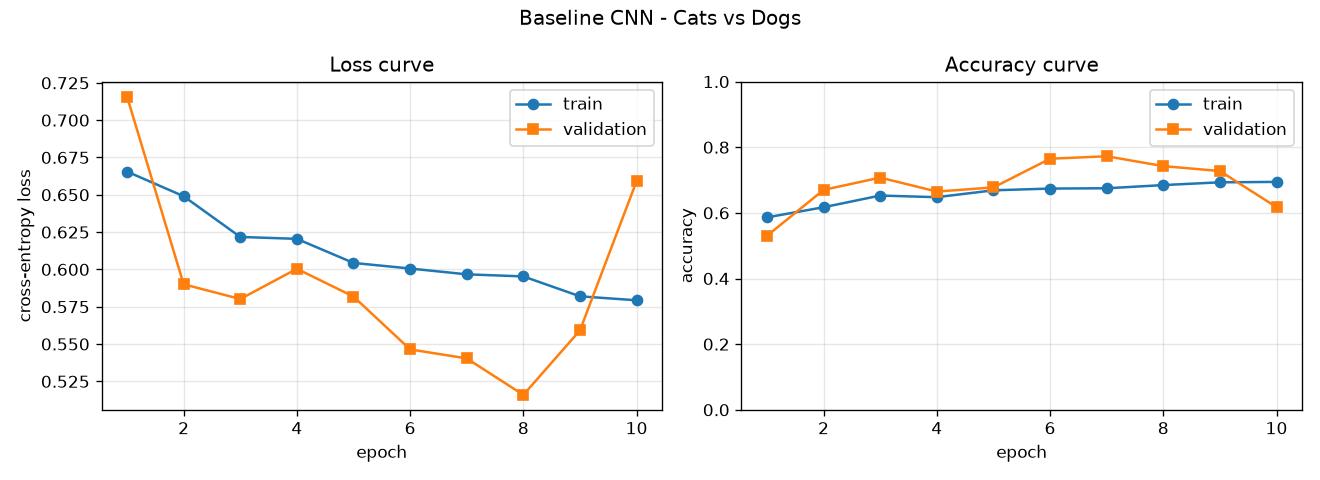 Baseline CNN - Cats vs Dogs
Loss curve
0.725
0.700
0.675
0.650
0.625
0.600
0.575
0.550
0.525
cross-entropy loss
train
validation
2 4 6 8 10
epoch
Accuracy curve
1.0
0.8
0.6
0.4
0.2
0.0
accuracy
train
validation
2 4 6 8 10
epoch